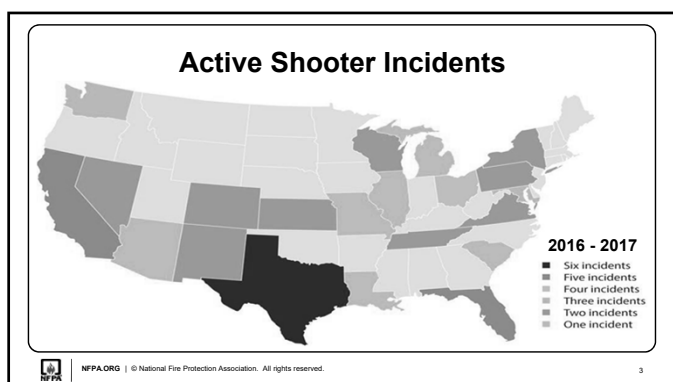 Active Shooter Incidents
2016 - 2017
Six incidents
Five incidents
Four incidents
Three incidents
Two incidents
One incident
NFPA
NFPA.ORG | © National Fire Protection Association. All rights reserved.
3